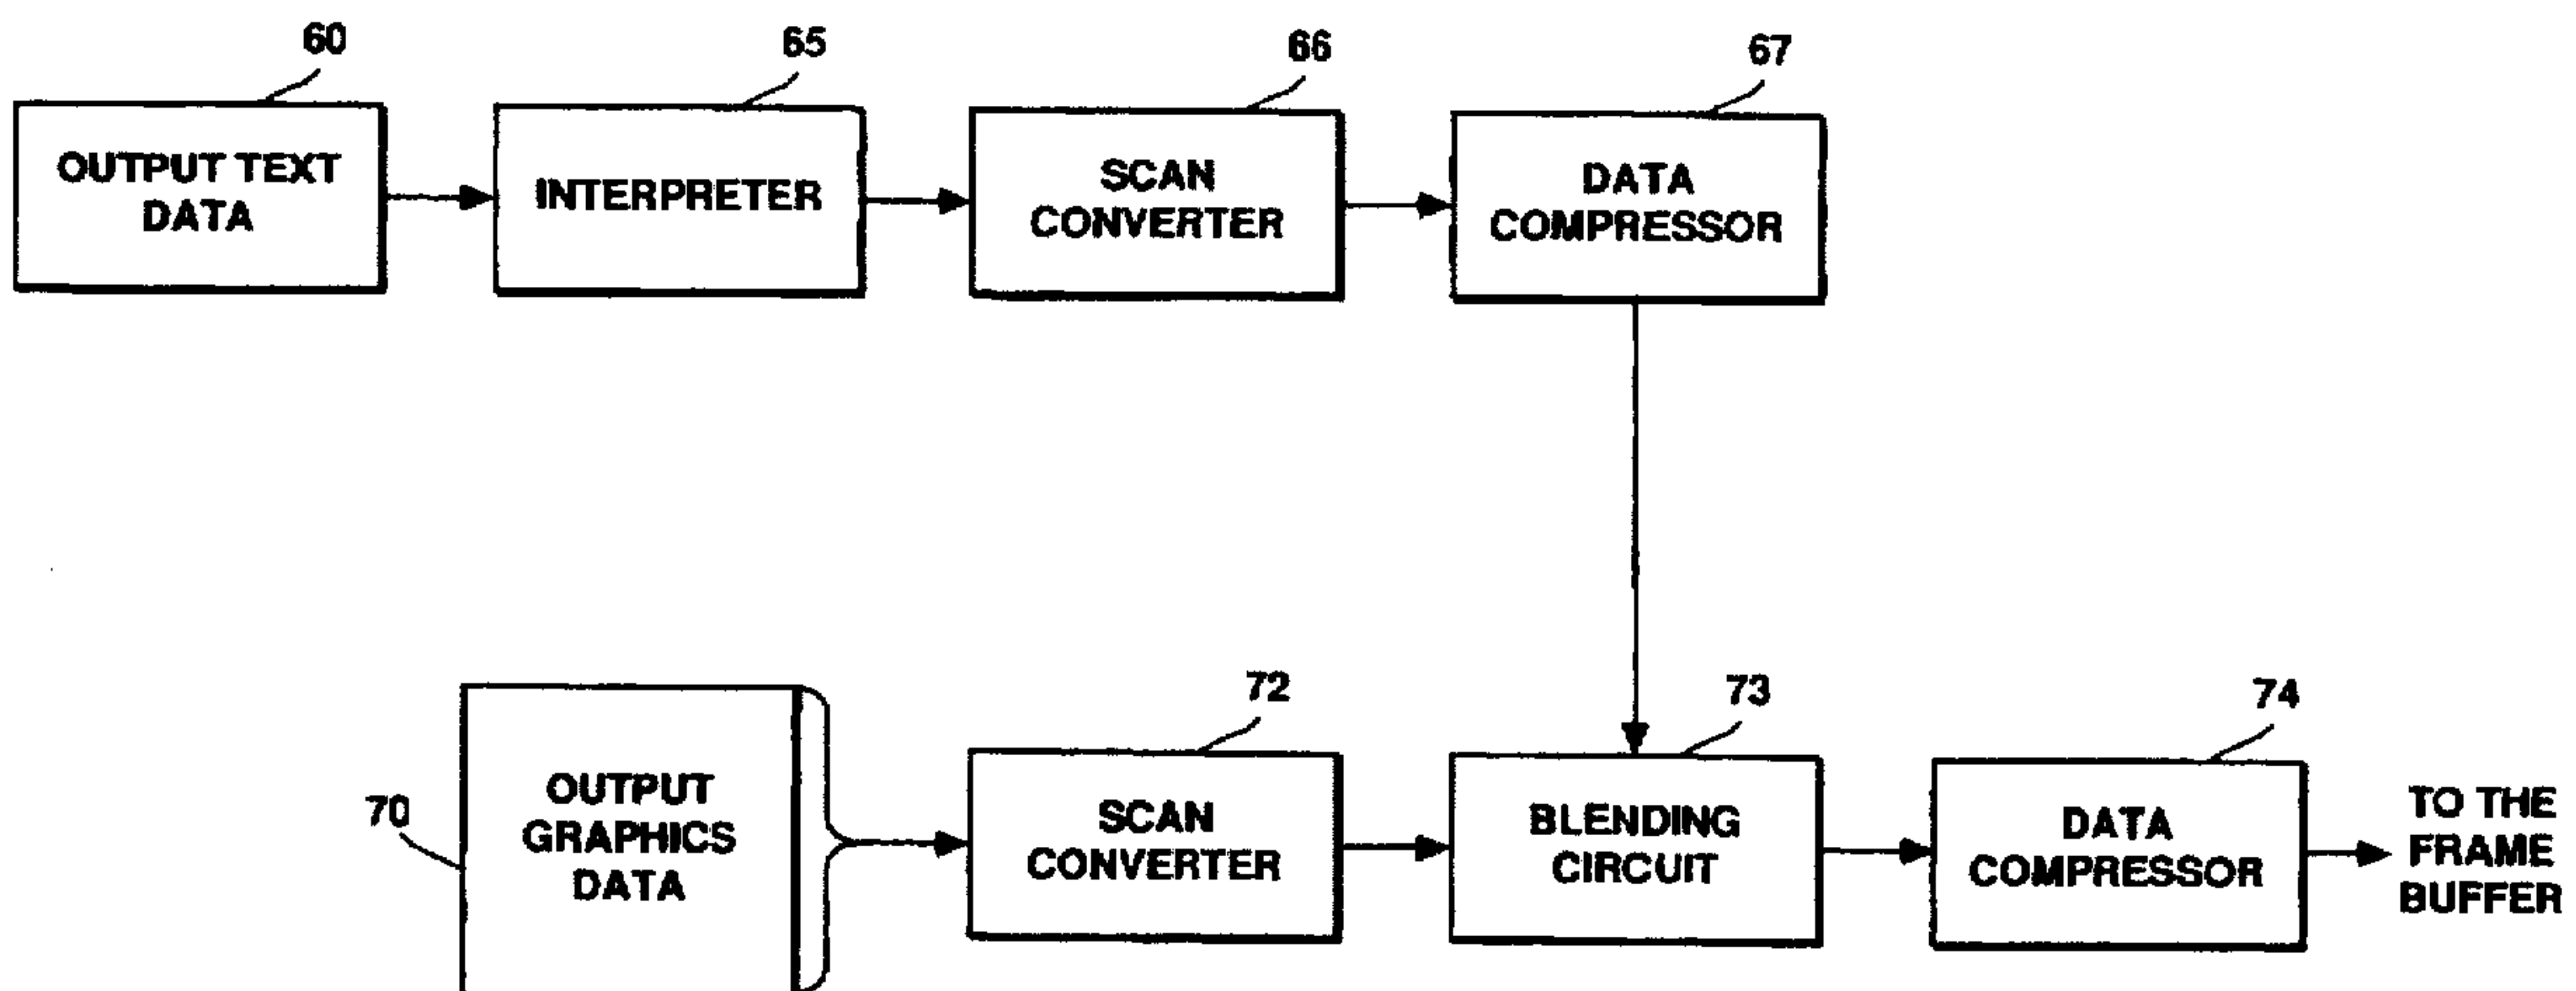 60
65
66
67
OUTPUT TEXT
DATA
INTERPRETER
SCAN
CONVERTER
DATA
COMPRESSOR
72
73
74
70
OUTPUT
GRAPHICS
DATA
SCAN
CONVERTER
BLENDING
CIRCUIT
DATA
COMPRESSOR
TO THE
FRAME
BUFFER